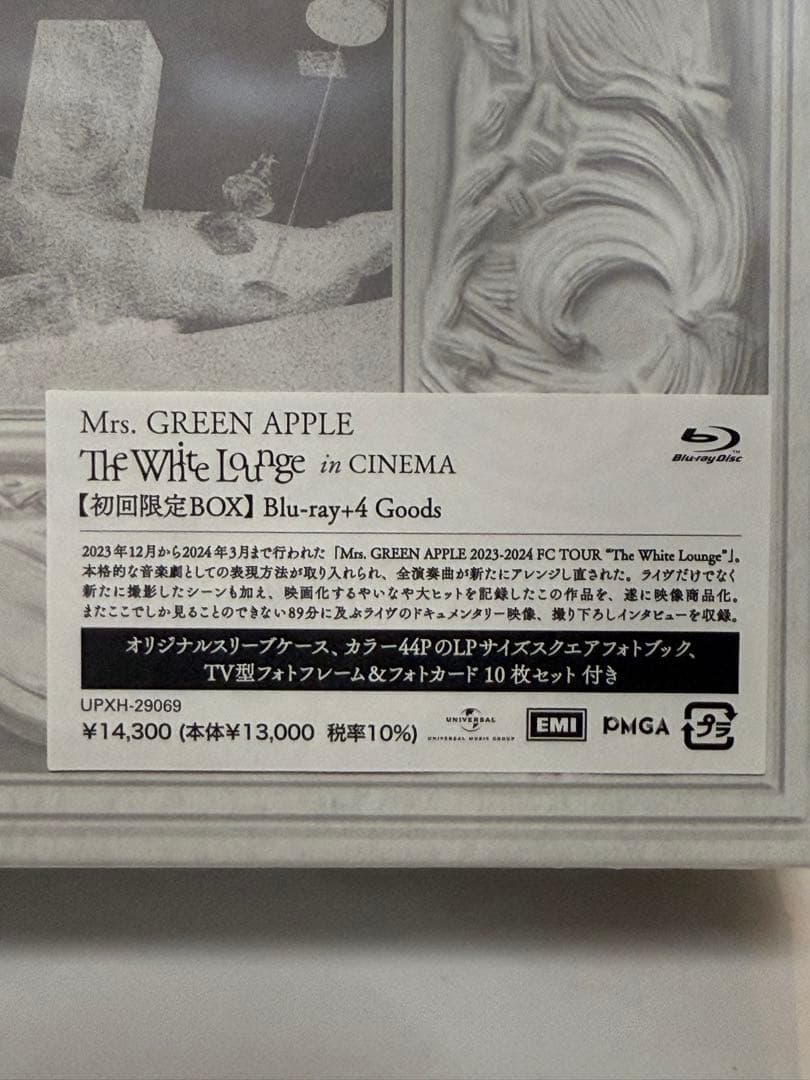 Mrs. GREEN APPLE
The White Lounge in CINEMA
Blu-ray Disc™
【初回限定BOX】Blu-ray+4 Goods
2023年12月から2024年3月まで行われた「Mrs. GREEN APPLE 2023-2024 FC TOUR “The White Lounge”」。
本格的な音楽劇としての表現方法が取り入れられ、全演奏曲が新たにアレンジし直された。ライヴだけでなく
新たに撮影したシーンも加え、映画化するやいなや大ヒットを記録したこの作品を、遂に映像商品化。
またここでしか見ることのできない89分に及ぶライヴのドキュメンタリー映像、撮り下ろしインタビューを収録。
オリジナルスリーブケース、カラー44PのLPサイズスクエアフォトブック、
TV型フォトフレーム&フォトカード10枚セット付き
UPXH-29069
¥14,300 (本体¥13,000 税率10%)
UNIVERSAL
UNIVERSAL MUSIC GROUP
EMI
PMGA
プラ